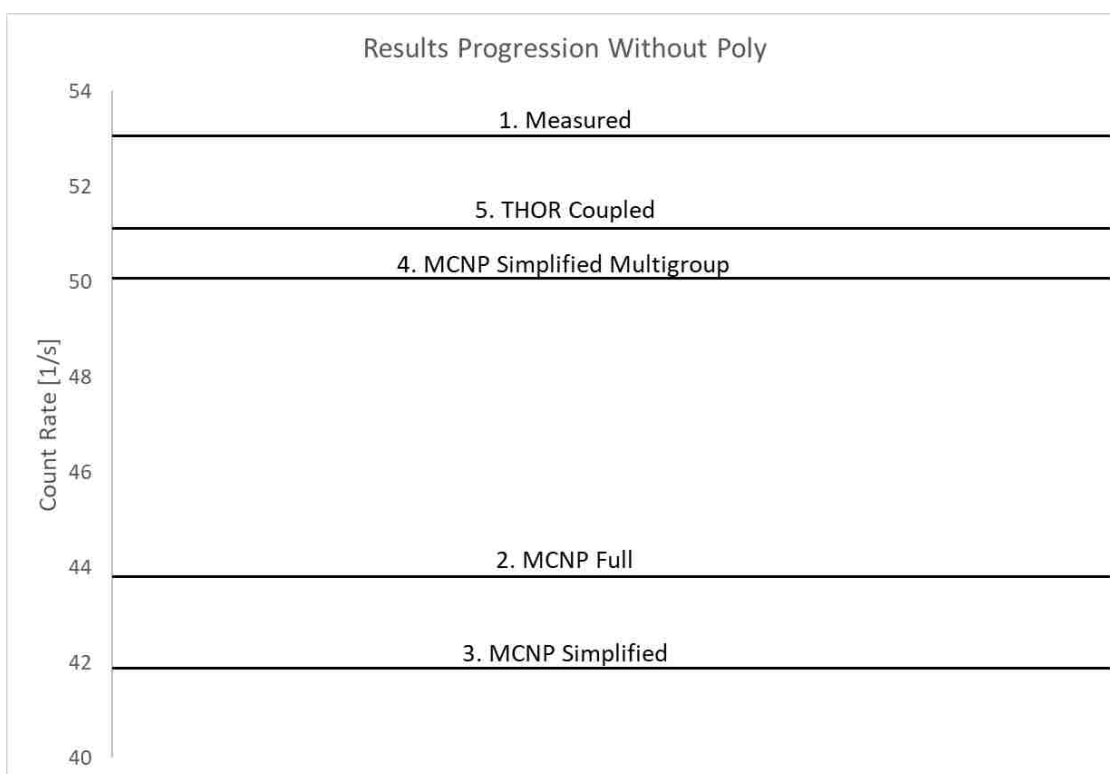 Results Progression Without Poly
54
1. Measured
52
5. THOR Coupled
4. MCNP Simplified Multigroup
50
48
Count Rate [1/s]
46
2. MCNP Full
44
3. MCNP Simplified
42
40